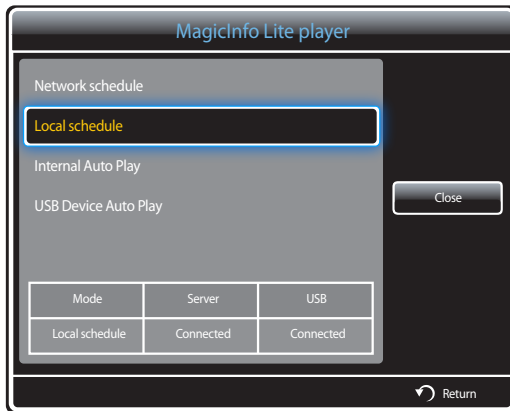 MagicInfo Lite player
Network schedule
Local schedule
Internal Auto Play
USB Device Auto Play
Close
Mode Server USB
Local schedule Connected Connected
Return